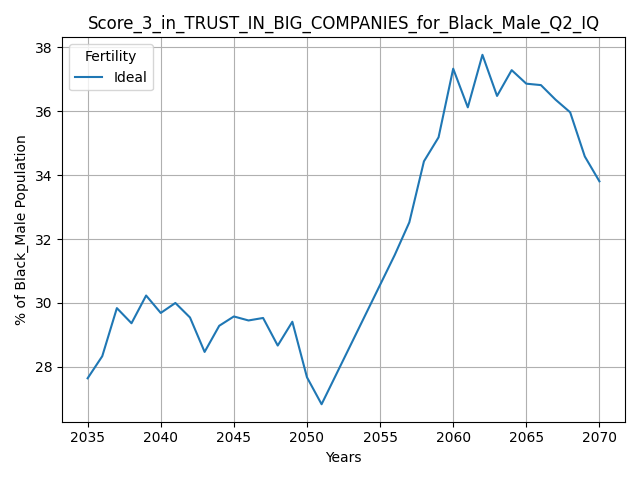 Score_3_in_TRUST_IN_BIG_COMPANIES_for_Black_Male_Q2_IQ
Fertility
Ideal
% of Black_Male Population
38
36
34
32
30
28
2035 2040 2045 2050 2055 2060 2065 2070
Years